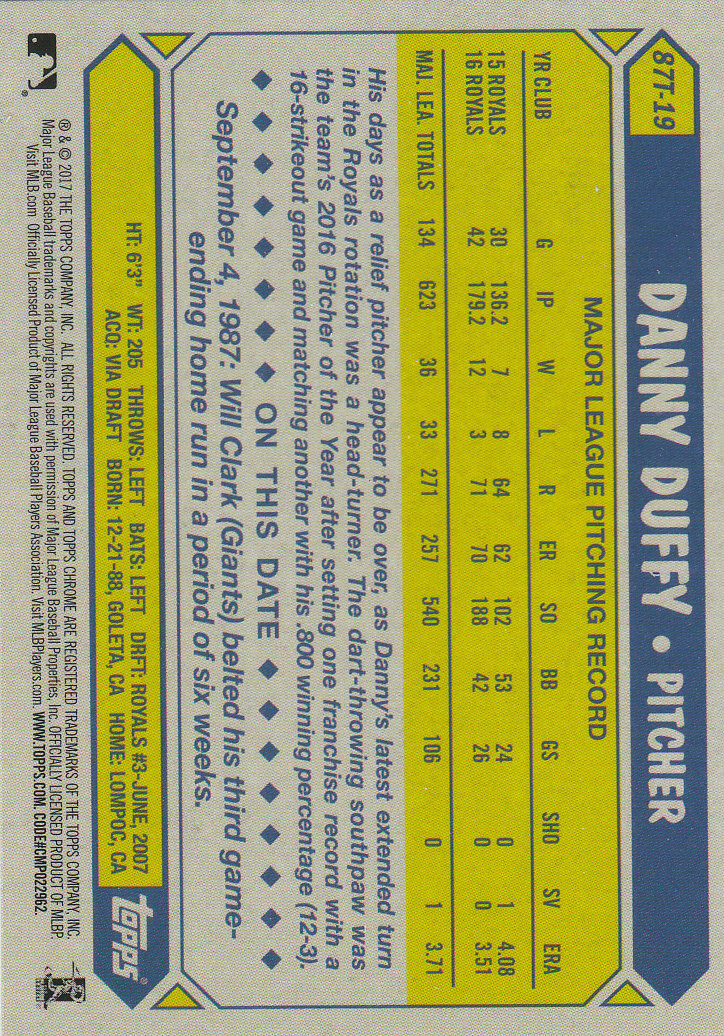 87T-19
DANNY DUFFY • PITCHER
MAJOR LEAGUE PITCHING RECORD
YR CLUB G IP W L R ER SO BB GS SHO SV ERA
15 ROYALS 30 136.2 7 8 64 62 102 53 24 0 1 4.08
16 ROYALS 42 179.2 12 3 71 70 188 42 26 0 0 3.51
MAJ. LEA. TOTALS 134 623 36 33 271 257 540 231 106 0 1 3.71
His days as a relief pitcher appear to be over, as Danny's latest extended turn
in the Royals rotation was a head-turner. The dart-throwing southpaw was
the team's 2016 Pitcher of the Year after setting one franchise record with a
16-strikeout game and matching another with his .800 winning percentage (12-3).
◆ ◆ ◆ ◆ ◆ ◆ ◆ ◆ ON THIS DATE ◆ ◆ ◆ ◆ ◆ ◆ ◆ ◆
September 4, 1987: Will Clark (Giants) belted his third game-
ending home run in a period of six weeks.
HT: 6'3" WT: 205 THROWS: LEFT BATS: LEFT DRFT: ROYALS #3-JUNE, 2007
ACQ: VIA DRAFT BORN: 12-21-88, GOLETA, CA HOME: LOMPOC, CA
TOPPS®
® & © 2017 THE TOPPS COMPANY, INC. ALL RIGHTS RESERVED. TOPPS AND TOPPS CHROME ARE REGISTERED TRADEMARKS OF THE TOPPS COMPANY, INC.
Major League Baseball trademarks and copyrights are used with permission of Major League Baseball Properties, Inc. OFFICIALLY LICENSED PRODUCT OF MLBP.
Visit MLB.com Officially Licensed Product of Major League Baseball Players Association. Visit MLBPlayers.com. WWW.TOPPS.COM. CODE#CMP022962.